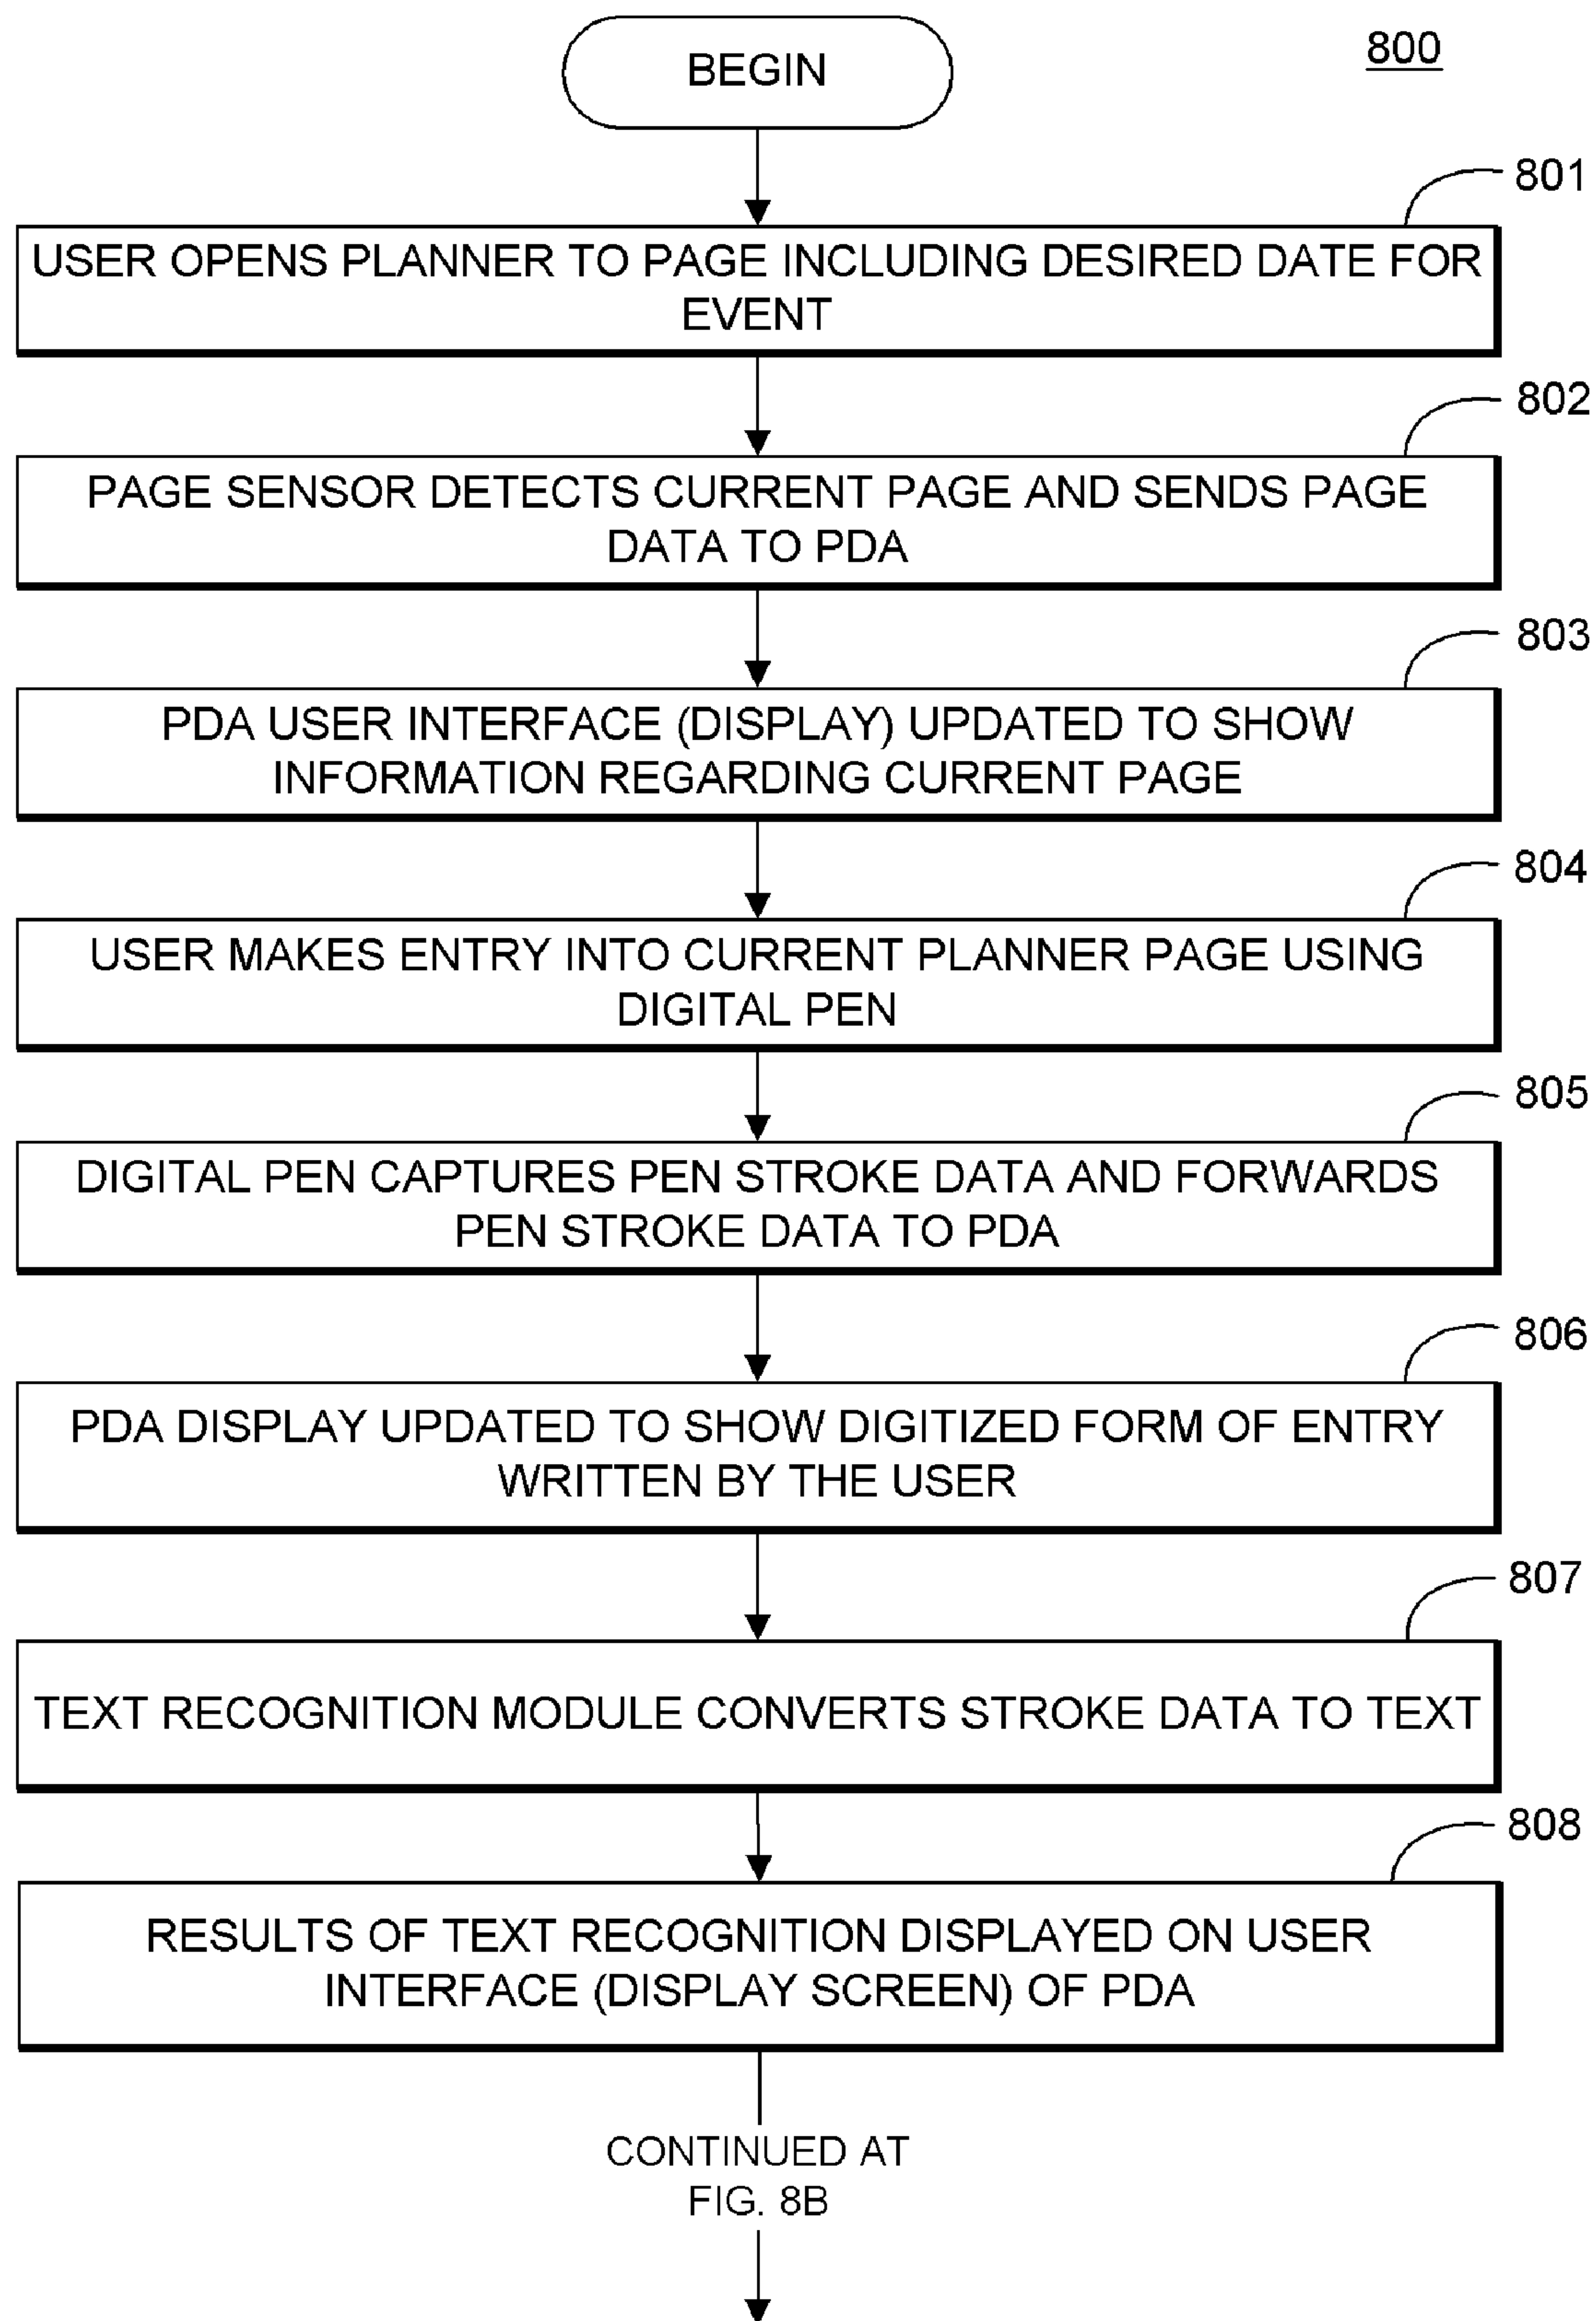 BEGIN
800
801
USER OPENS PLANNER TO PAGE INCLUDING DESIRED DATE FOR
EVENT
802
PAGE SENSOR DETECTS CURRENT PAGE AND SENDS PAGE
DATA TO PDA
803
PDA USER INTERFACE (DISPLAY) UPDATED TO SHOW
INFORMATION REGARDING CURRENT PAGE
804
USER MAKES ENTRY INTO CURRENT PLANNER PAGE USING
DIGITAL PEN
805
DIGITAL PEN CAPTURES PEN STROKE DATA AND FORWARDS
PEN STROKE DATA TO PDA
806
PDA DISPLAY UPDATED TO SHOW DIGITIZED FORM OF ENTRY
WRITTEN BY THE USER
807
TEXT RECOGNITION MODULE CONVERTS STROKE DATA TO TEXT
808
RESULTS OF TEXT RECOGNITION DISPLAYED ON USER
INTERFACE (DISPLAY SCREEN) OF PDA
CONTINUED AT
FIG. 8B